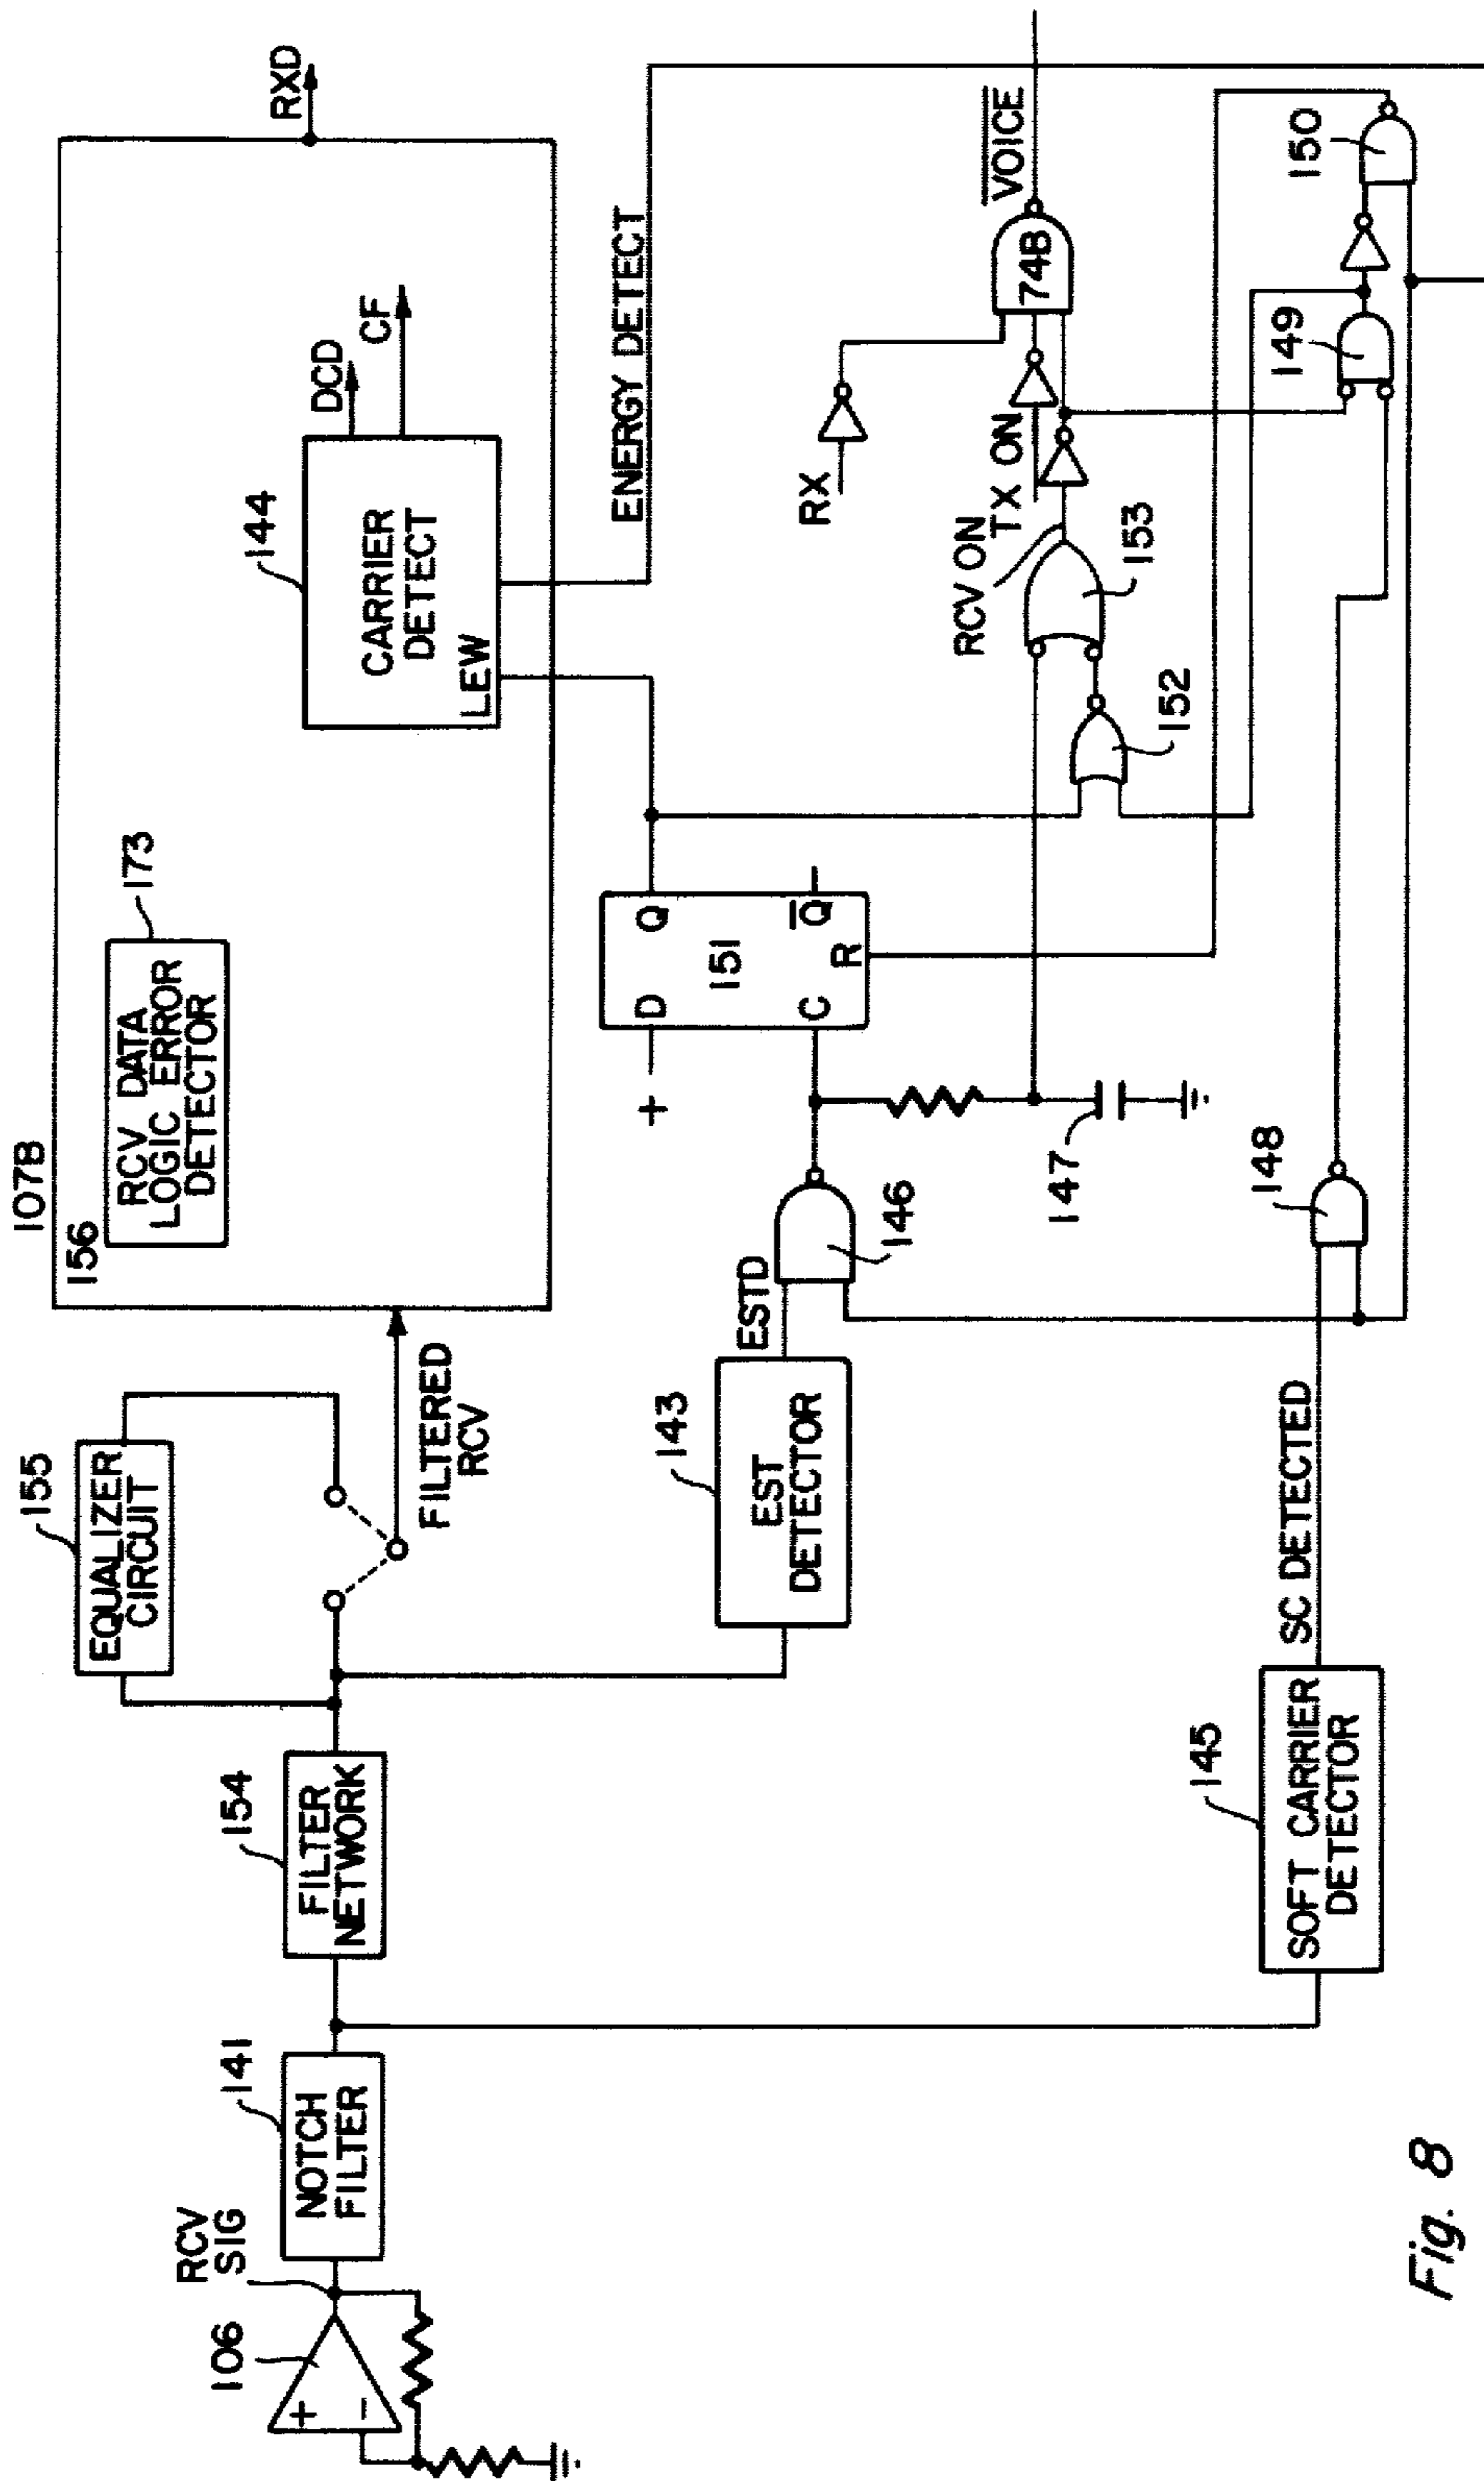 107B
156
RCV DATA
LOGIC ERROR
DETECTOR
173
144
CARRIER
DETECT
LEW
DCD
CF
RXD
155
EQUALIZER
CIRCUIT
FILTERED
RCV
ENERGY DETECT
106
+
−
RCV
SIG
141
NOTCH
FILTER
154
FILTER
NETWORK
143
EST
DETECTOR
ESTD
146
147
+
D
Q
151
C
Q
R
RX
TX ON
RCV ON
153
152
74B
VOICE
145
SOFT CARRIER
DETECTOR
SC DETECTED
148
149
150
Fig. 8